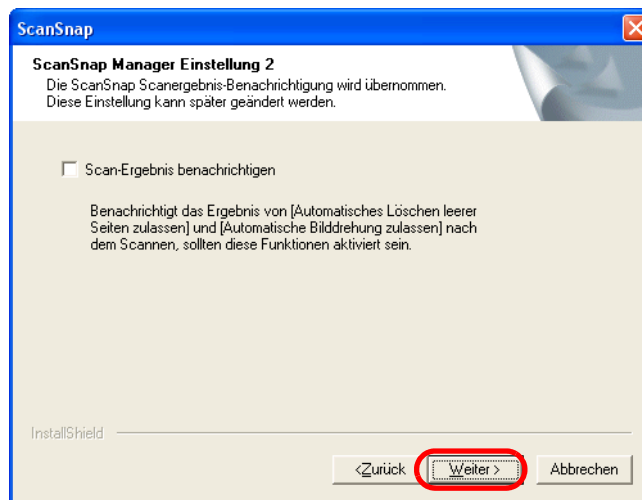 ScanSnap
ScanSnap Manager Einstellung 2
Die ScanSnap Scanergebnis-Benachrichtigung wird übernommen.
Diese Einstellung kann später geändert werden.
Scan-Ergebnis benachrichtigen
Benachrichtigt das Ergebnis von [Automatisches Löschen leerer
Seiten zulassen] und [Automatische Bilddrehung zulassen] nach
dem Scannen, sollten diese Funktionen aktiviert sein.
InstallShield
<Zurück Weiter > Abbrechen